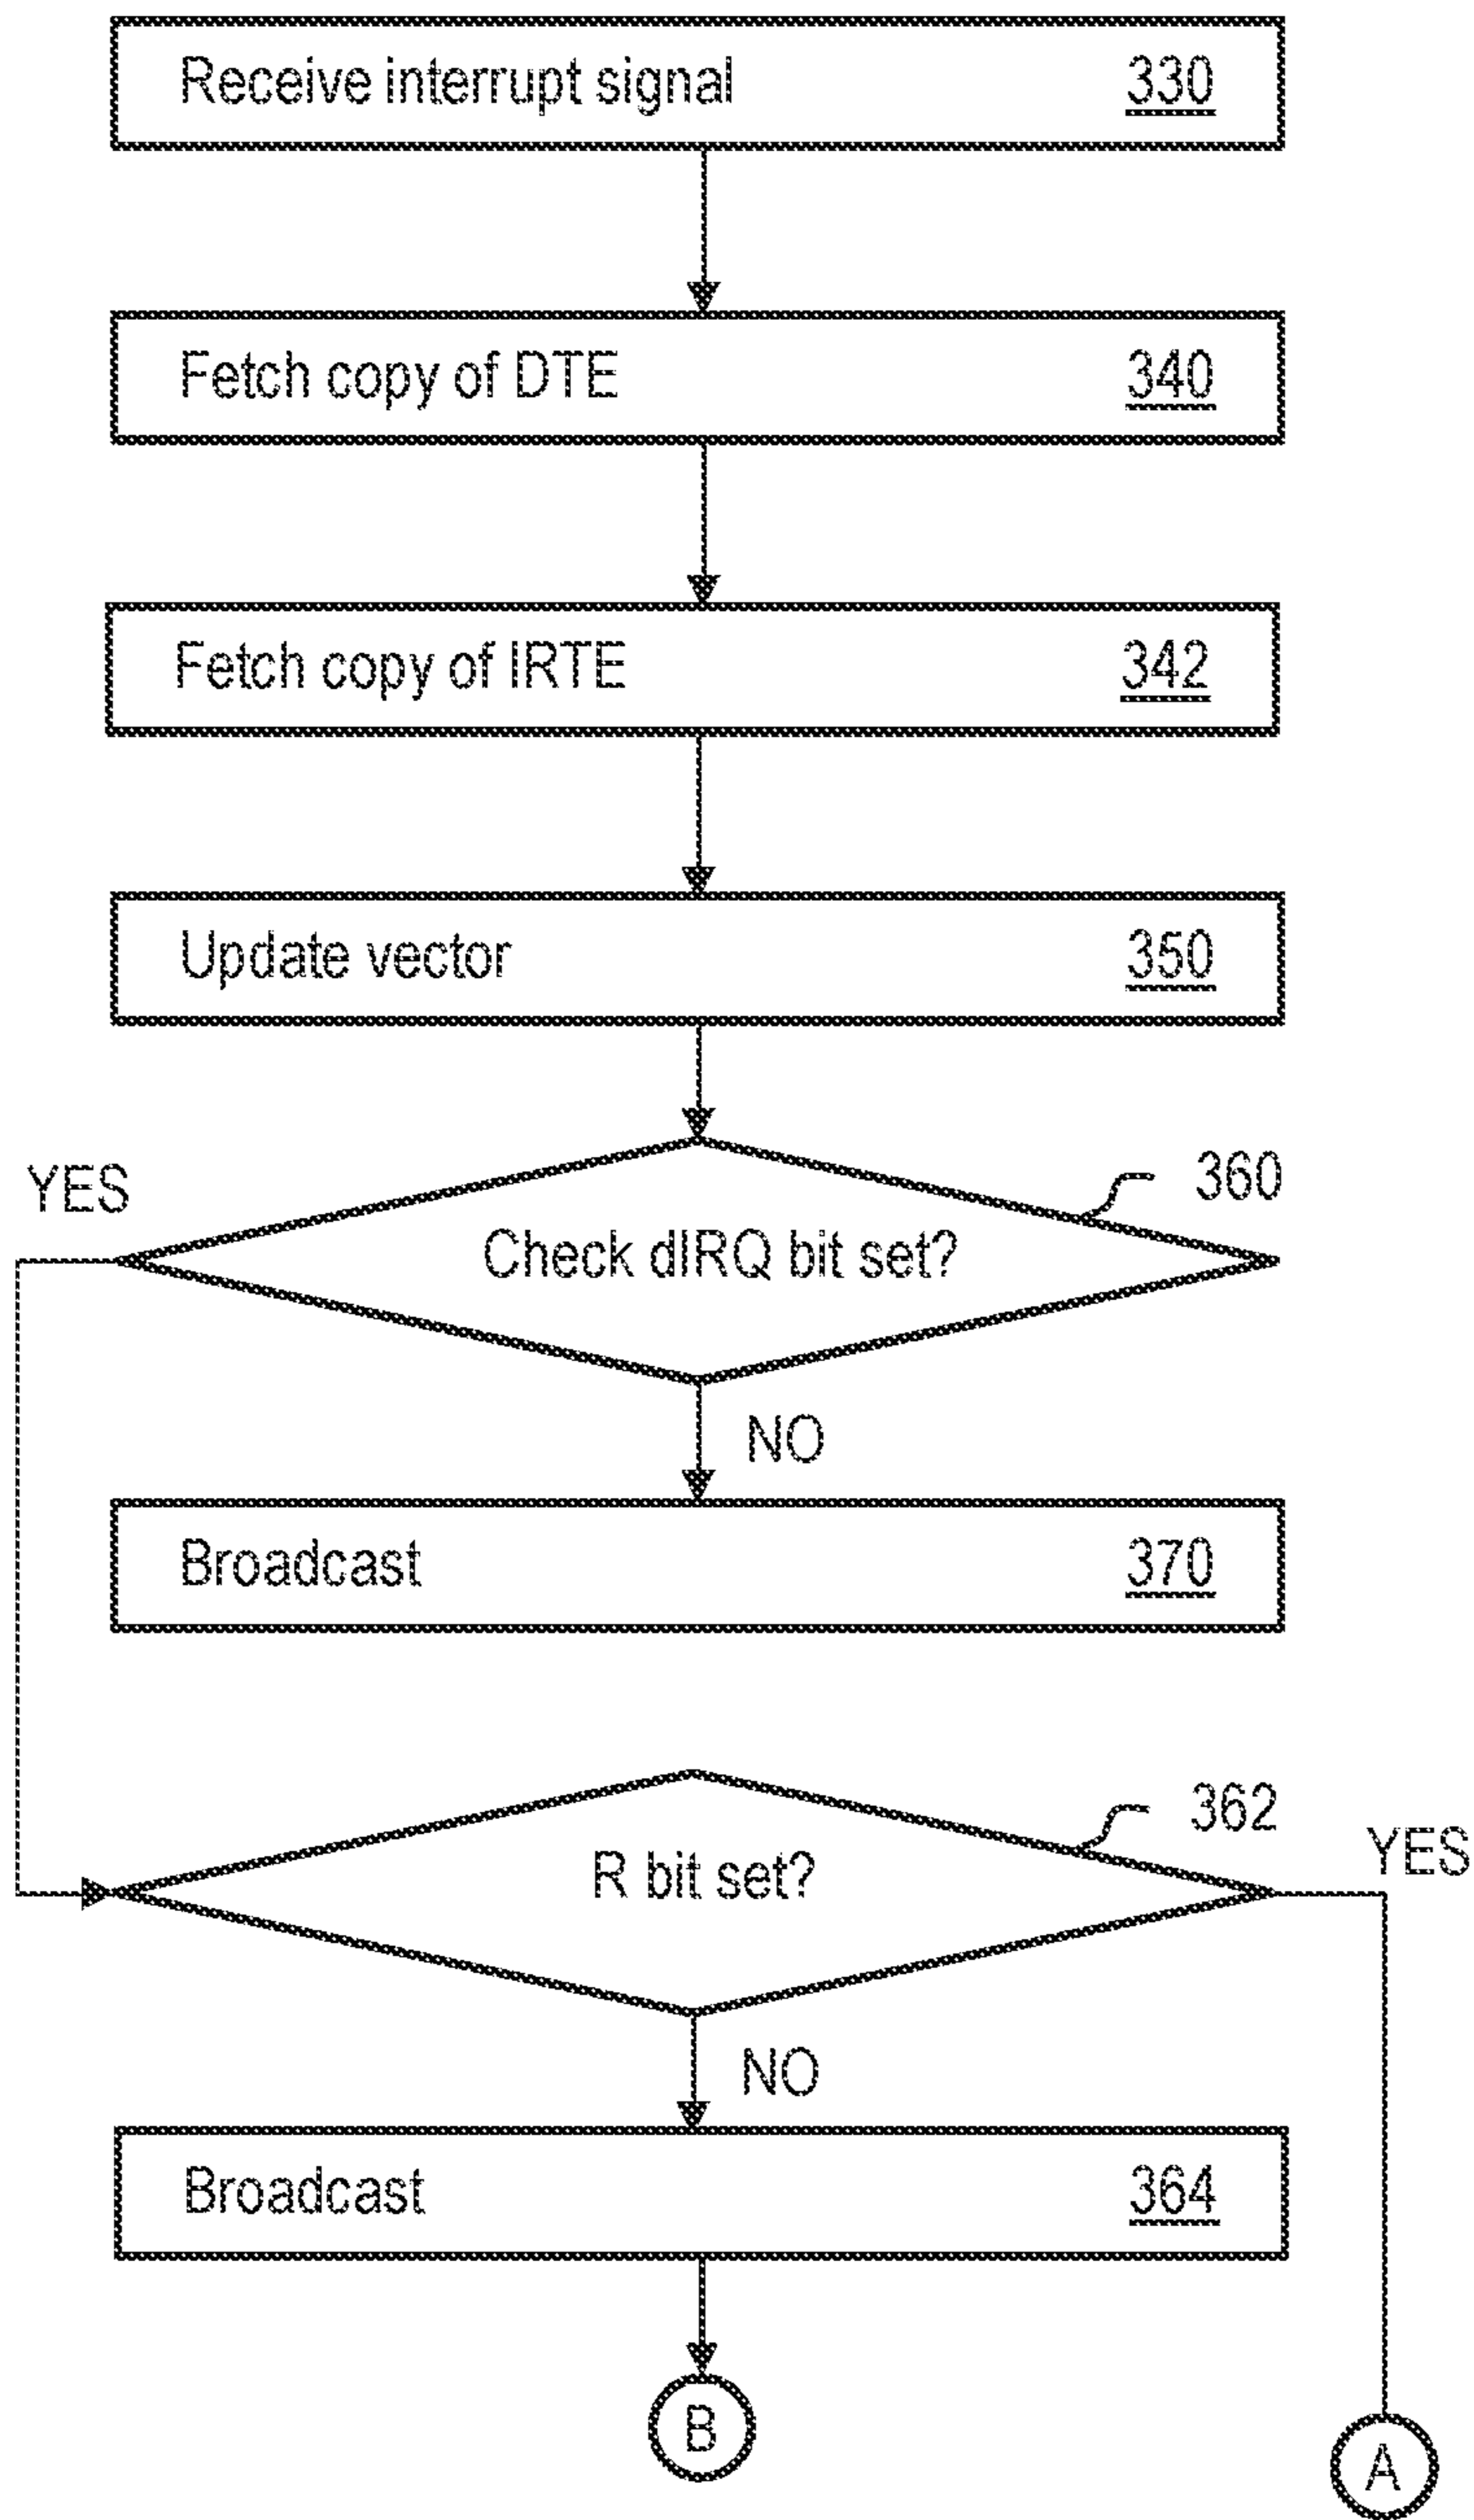 Receive interrupt signal 330
Fetch copy of DTE 340
Fetch copy of IRTE 342
Update vector 350
YES
360
Check dIRQ bit set?
NO
Broadcast 370
362
YES
R bit set?
NO
Broadcast 364
B
A